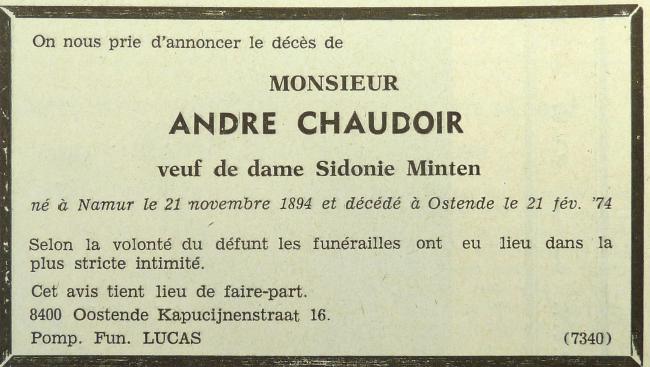 On nous prie d'annoncer le décès de
MONSIEUR
ANDRE CHAUDOIR
veuf de dame Sidonie Minten
né à Namur le 21 novembre 1894 et décédé à Ostende le 21 fév. '74
Selon la volonté du défunt les funérailles ont eu lieu dans la
plus stricte intimité.
Cet avis tient lieu de faire-part.
8400 Oostende Kapucijnenstraat 16.
Pomp. Fun. LUCAS (7340)